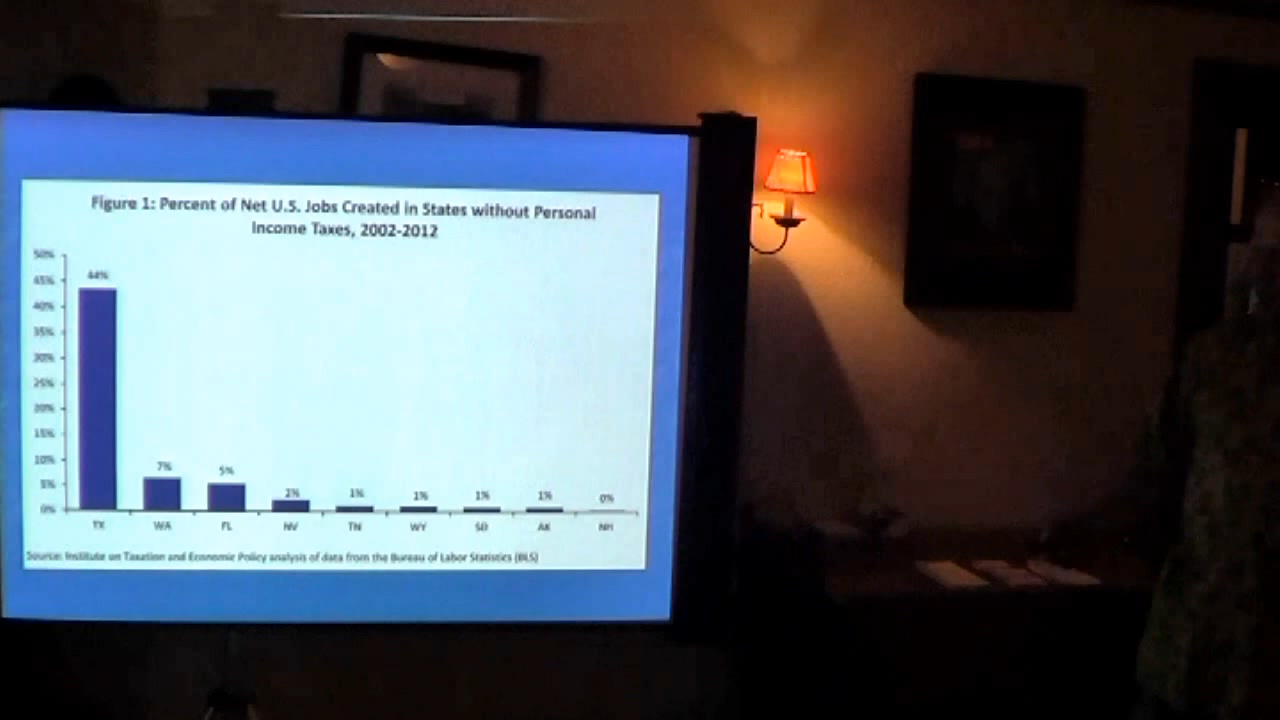 Figure 1: Percent of Net U.S. Jobs Created in States without Personal
Income Taxes, 2002-2012
50%
45%
40%
35%
30%
25%
20%
15%
10%
5%
0%
44%
7%
5%
2%
1%
1%
1%
1%
0%
TX
WA
FL
NV
TN
WY
SD
AK
NH
Source: Institute on Taxation and Economic Policy analysis of data from the Bureau of Labor Statistics (BLS)